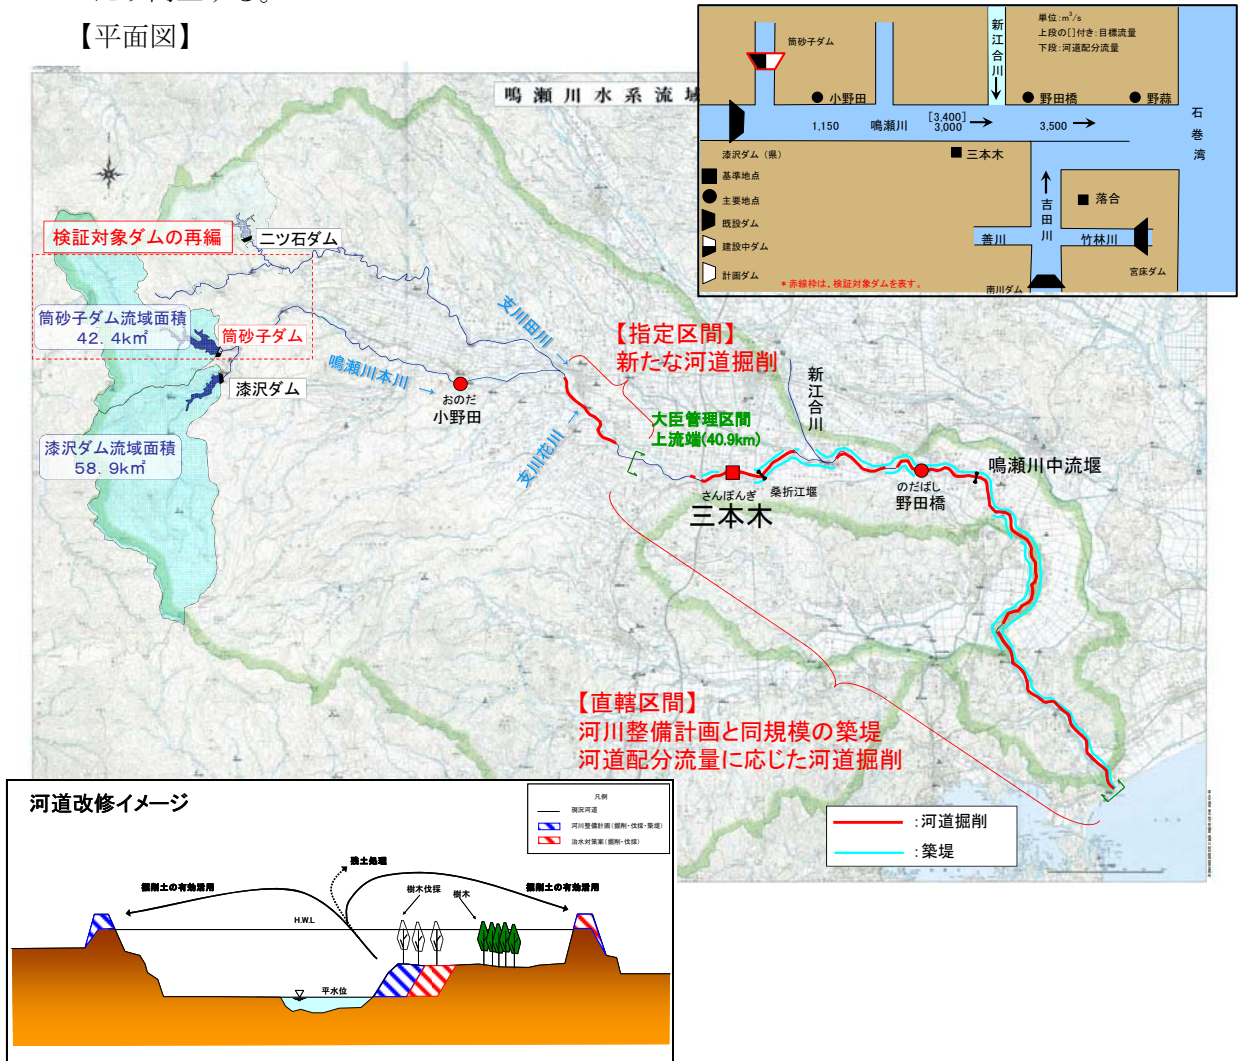 【平面図】
鳴瀬川水系流域
検証対象ダムの再編
二ツ石ダム
筒砂子ダム流域面積
42.4km²
筒砂子ダム
漆沢ダム
漆沢ダム流域面積
58.9km²
鳴瀬川本川 →
おのだ
小野田
支川田川 →
支川花川 →
【指定区間】
新たな河道掘削
大臣管理区間
上流端(40.9km)
新江合川
さんぼんぎ
三本木
桑折江堰
のだばし
野田橋
鳴瀬川中流堰
【直轄区間】
河川整備計画と同規模の築堤
河道配分流量に応じた河道掘削
:河道掘削
:築堤
筒砂子ダム
新江合川
単位:m³/s
上段の[]付き:目標流量
下段:河道配分流量
小野田
野田橋
野蒜
石巻湾
1,150
鳴瀬川
[3,400]
3,000
3,500
漆沢ダム(県)
三本木
基準地点
主要地点
既設ダム
建設中ダム
計画ダム
吉田川
落合
善川
竹林川
宮床ダム
南川ダム
*赤線枠は、検証対象ダムを表す。
河道改修イメージ
凡例
現況河道
河川整備計画(掘削・伐採・築堤)
治水対策案(掘削・伐採)
残土処理
掘削土の有効活用
掘削土の有効活用
樹木伐採
樹木
H.W.L
平水位